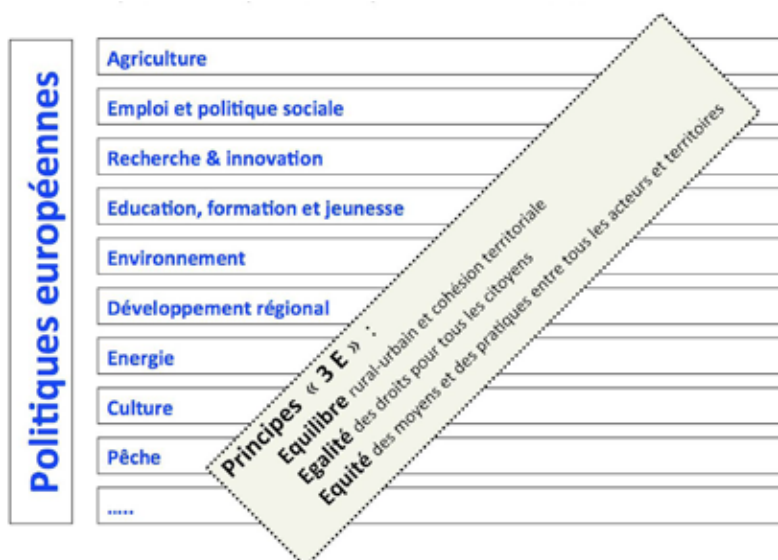 Politiques européennes
Agriculture
Emploi et politique sociale
Recherche & innovation
Education, formation et jeunesse
Environnement
Développement régional
Energie
Culture
Pêche
.....
Principes « 3 E » :
Equilibre rural-urbain et cohésion territoriale
Egalité des droits pour tous les citoyens
Equité des moyens et des pratiques entre tous les acteurs et territoires